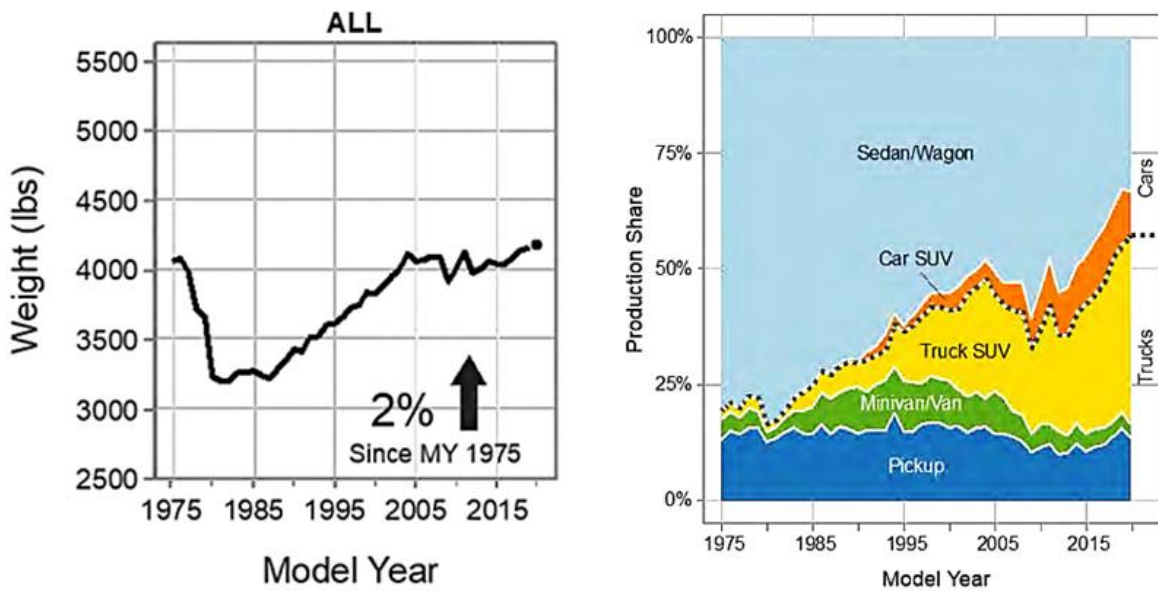 ALL
5500
5000
4500
4000
3500
3000
2500
Weight (lbs)
2%
Since MY 1975
1975 1985 1995 2005 2015
Model Year
100%
75%
50%
25%
0%
Production Share
Sedan/Wagon
Car SUV
Truck SUV
Minivan/Van
Pickup
Cars
Trucks
1975 1985 1995 2005 2015
Model Year